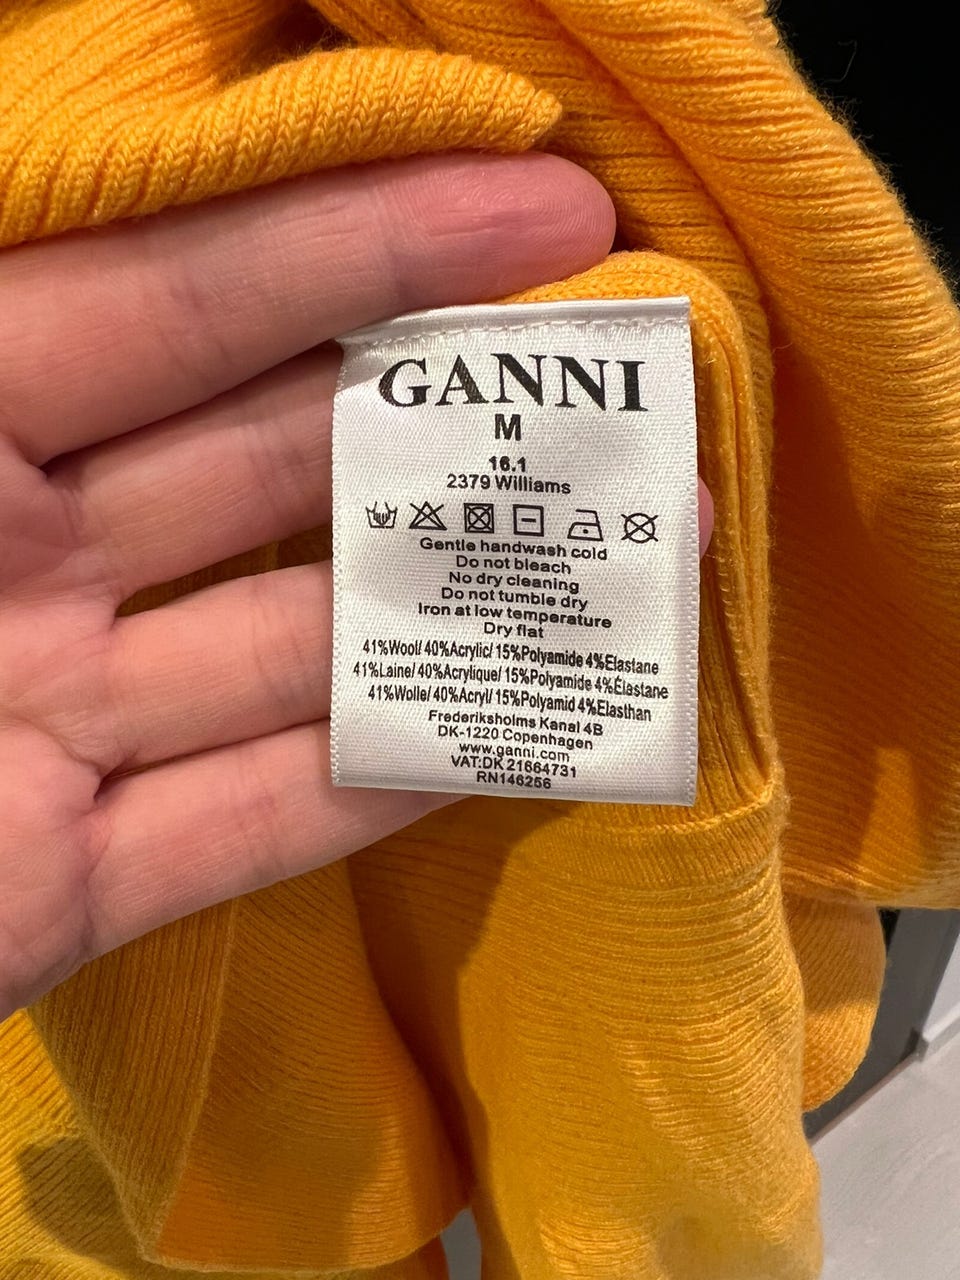 GANNI
M
16.1
2379 Williams
Gentle handwash cold
Do not bleach
No dry cleaning
Do not tumble dry
Iron at low temperature
Dry flat
41%Wool/ 40%Acrylic/ 15%Polyamide 4%Elastane
41%Laine/ 40%Acrylique/ 15%Polyamide 4%Élastane
41%Wolle/ 40%Acryl/ 15%Polyamid 4%Elasthan
Frederiksholms Kanal 4B
DK-1220 Copenhagen
www.ganni.com
VAT:DK 21664731
RN146256